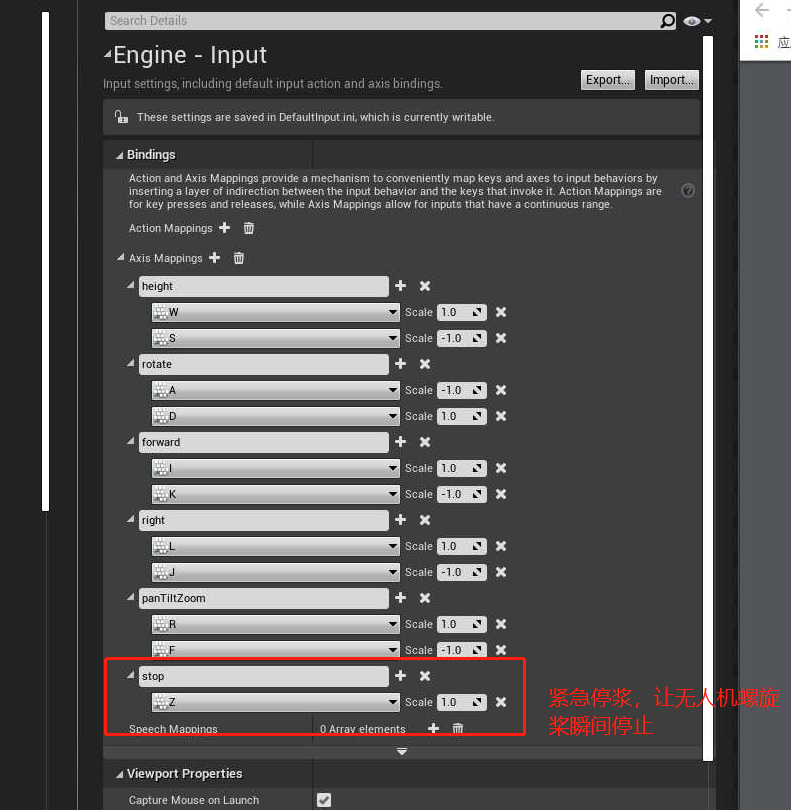 Search Details
Engine - Input
Input settings, including default input action and axis bindings.
Export...
Import...
These settings are saved in DefaultInput.ini, which is currently writable.
应
Bindings
Action and Axis Mappings provide a mechanism to conveniently map keys and axes to input behaviors by
inserting a layer of indirection between the input behavior and the keys that invoke it. Action Mappings are
for key presses and releases, while Axis Mappings allow for inputs that have a continuous range.
Action Mappings
Axis Mappings
height
W Scale 1.0
S Scale -1.0
rotate
A Scale -1.0
D Scale 1.0
forward
I Scale 1.0
K Scale -1.0
right
L Scale 1.0
J Scale -1.0
panTiltZoom
R Scale 1.0
F Scale -1.0
stop
Z Scale 1.0
紧急停浆，让无人机螺旋
桨瞬间停止
Speech Mappings 0 Array elements
Viewport Properties
Capture Mouse on Launch